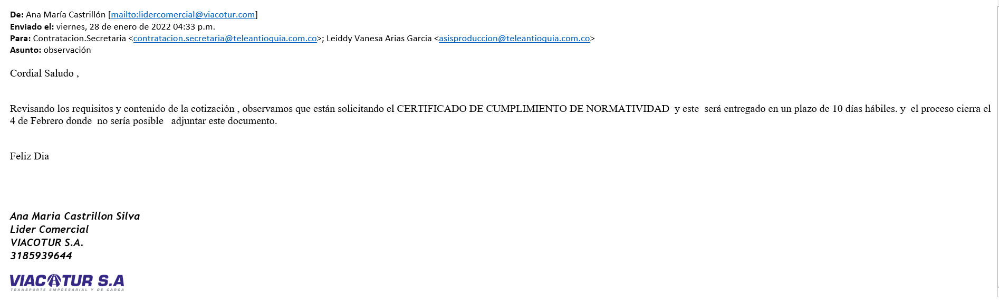 De: Ana María Castrillón [mailto:lidercomercial@viacotur.com]
Enviado el: viernes, 28 de enero de 2022 04:33 p.m.
Para: Contratacion.Secretaria <contratacion.secretaria@teleantioquia.com.co>; Leiddy Vanesa Arias Garcia <asisproduccion@teleantioquia.com.co>
Asunto: observación
Cordial Saludo ,
Revisando los requisitos y contenido de la cotización , observamos que están solicitando el CERTIFICADO DE CUMPLIMIENTO DE NORMATIVIDAD  y este  será entregado en un plazo de 10 días hábiles. y  el proceso cierra el
4 de Febrero donde  no sería posible   adjuntar este documento.
Feliz Dia
Ana Maria Castrillon Silva
Lider Comercial
VIACOTUR S.A.
3185939644
VIACOTUR S.A
TRANSPORTE EMPRESARIAL Y DE CARGA